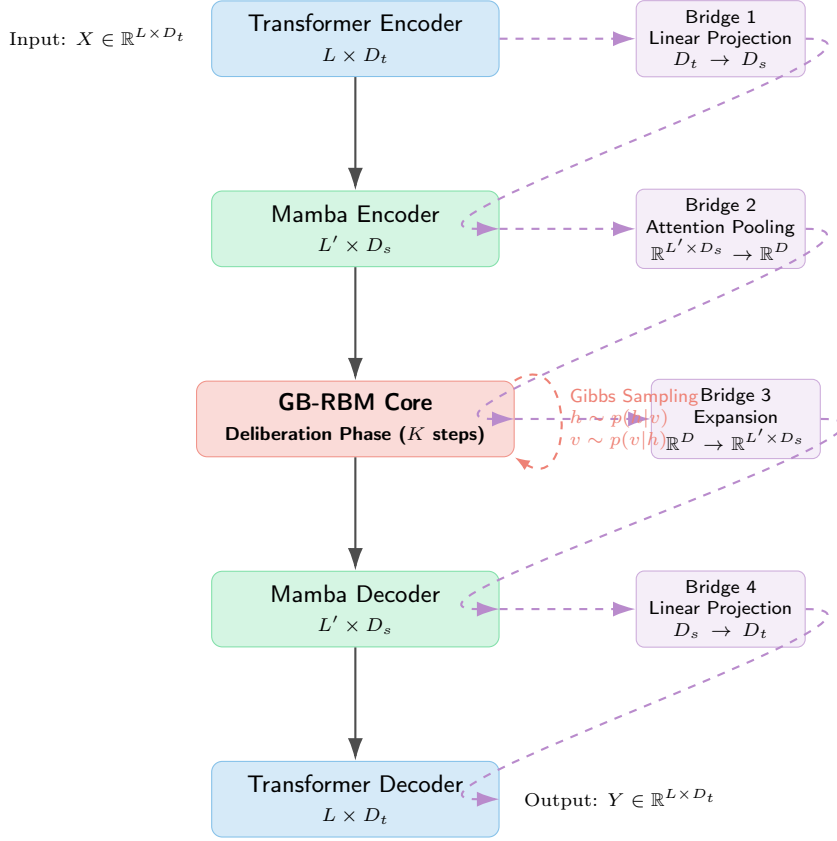 Input: X ∈ ℝ^{L×D_t}
Transformer Encoder
L × D_t
Bridge 1
Linear Projection
D_t → D_s
Mamba Encoder
L′ × D_s
Bridge 2
Attention Pooling
ℝ^{L′×D_s} → ℝ^D
GB-RBM Core
Deliberation Phase (K steps)
Gibbs Sampling
h ∼ p(h|v)
v ∼ p(v|h)
Bridge 3
Expansion
ℝ^D → ℝ^{L′×D_s}
Mamba Decoder
L′ × D_s
Bridge 4
Linear Projection
D_s → D_t
Transformer Decoder
L × D_t
Output: Y ∈ ℝ^{L×D_t}